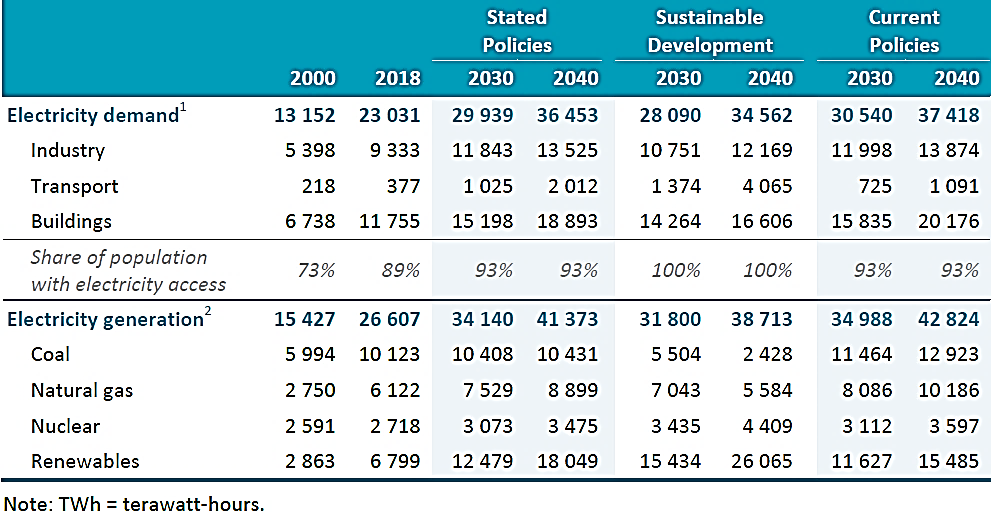 Stated Sustainable Current
Policies Development Policies
2000 2018 2030 2040 2030 2040 2030 2040
Electricity demand1 13 152 23 031 29 939 36 453 28 090 34 562 30 540 37 418
Industry 5 398 9 333 11 843 13 525 10 751 12 169 11 998 13 874
Transport 218 377 1 025 2 012 1 374 4 065 725 1 091
Buildings 6 738 11 755 15 198 18 893 14 264 16 606 15 835 20 176
Share of population
with electricity access 73% 89% 93% 93% 100% 100% 93% 93%
Electricity generation2 15 427 26 607 34 140 41 373 31 800 38 713 34 988 42 824
Coal 5 994 10 123 10 408 10 431 5 504 2 428 11 464 12 923
Natural gas 2 750 6 122 7 529 8 899 7 043 5 584 8 086 10 186
Nuclear 2 591 2 718 3 073 3 475 3 435 4 409 3 112 3 597
Renewables 2 863 6 799 12 479 18 049 15 434 26 065 11 627 15 485
Note: TWh = terawatt-hours.